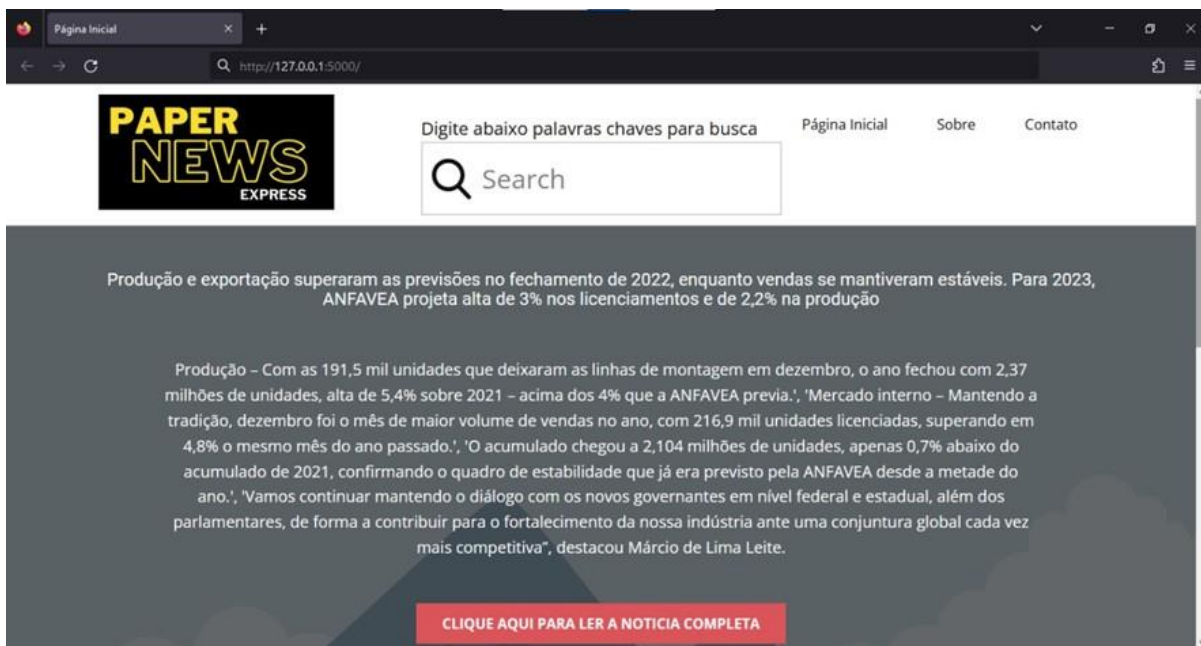 Página Inicial
http://127.0.0.1:5000/
PAPER
NEWS
EXPRESS
Digite abaixo palavras chaves para busca
Search
Página Inicial
Sobre
Contato
Produção e exportação superaram as previsões no fechamento de 2022, enquanto vendas se mantiveram estáveis. Para 2023,
ANFAVEA projeta alta de 3% nos licenciamentos e de 2,2% na produção
Produção – Com as 191,5 mil unidades que deixaram as linhas de montagem em dezembro, o ano fechou com 2,37
milhões de unidades, alta de 5,4% sobre 2021 – acima dos 4% que a ANFAVEA previa.', 'Mercado interno – Mantendo a
tradição, dezembro foi o mês de maior volume de vendas no ano, com 216,9 mil unidades licenciadas, superando em
4,8% o mesmo mês do ano passado.', 'O acumulado chegou a 2,104 milhões de unidades, apenas 0,7% abaixo do
acumulado de 2021, confirmando o quadro de estabilidade que já era previsto pela ANFAVEA desde a metade do
ano.', 'Vamos continuar mantendo o diálogo com os novos governantes em nível federal e estadual, além dos
parlamentares, de forma a contribuir para o fortalecimento da nossa indústria ante uma conjuntura global cada vez
mais competitiva”, destacou Márcio de Lima Leite.
CLIQUE AQUI PARA LER A NOTICIA COMPLETA